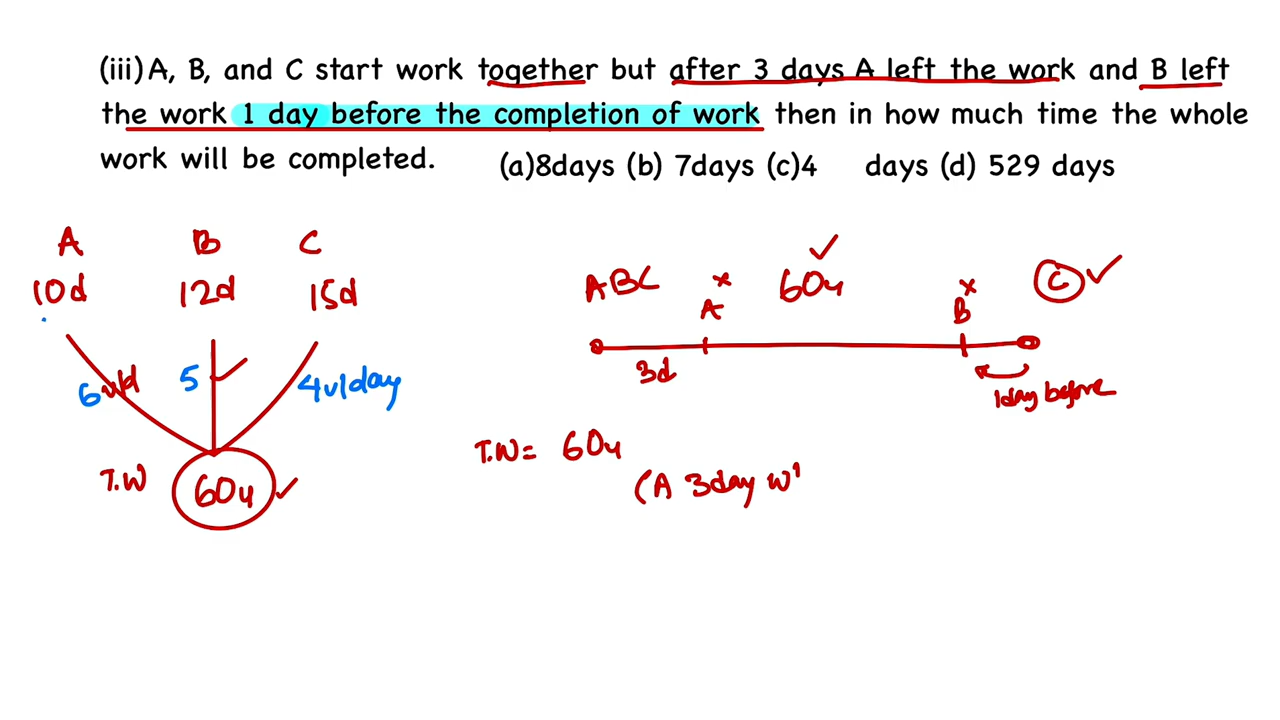 (iii) A, B, and C start work together but after 3 days A left the work and B left
the work 1 day before the completion of work then in how much time the whole
work will be completed. (a)8days (b) 7days (c)4 days (d) 529 days
A B C
10d 12d 15d
6u/d 5 4u/day
T.W 60u
ABC A 60u B C
3d 1day before
T.W= 60u
(A 3day w'